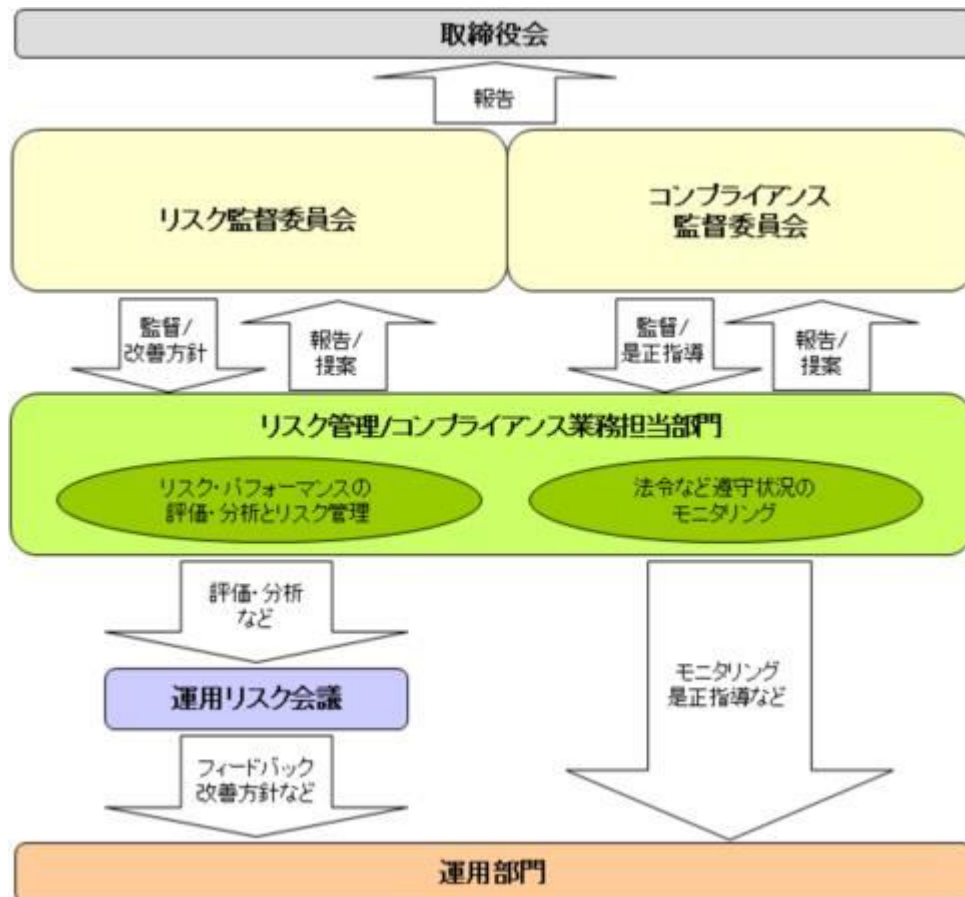 取締役会
報告
リスク監督委員会
コンプライアンス
監督委員会
監督/
改善方針
報告/
提案
監督/
是正指導
報告/
提案
リスク管理/コンプライアンス業務担当部門
リスク・パフォーマンスの
評価・分析とリスク管理
法令など遵守状況の
モニタリング
評価・分析
など
運用リスク会議
モニタリング
是正指導など
フィードバック
改善方針など
運用部門